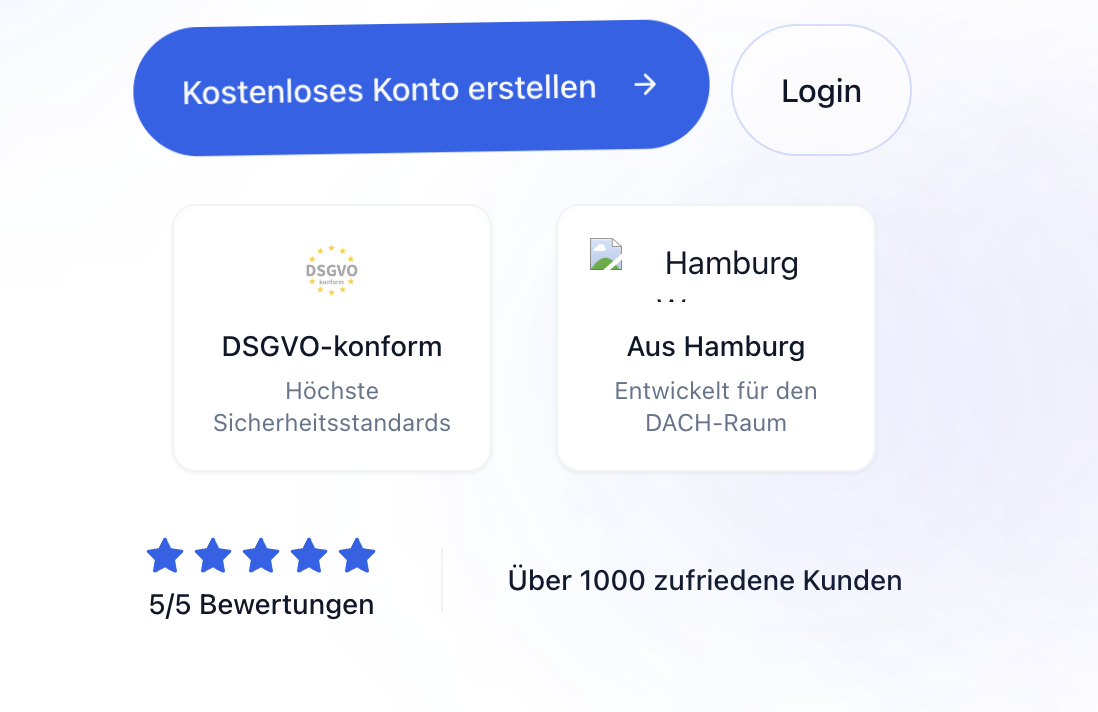 Kostenloses Konto erstellen →
Login
DSGVO
konform
Hamburg
DSGVO-konform
Aus Hamburg
Höchste
Sicherheitsstandards
Entwickelt für den
DACH-Raum
5/5 Bewertungen
Über 1000 zufriedene Kunden